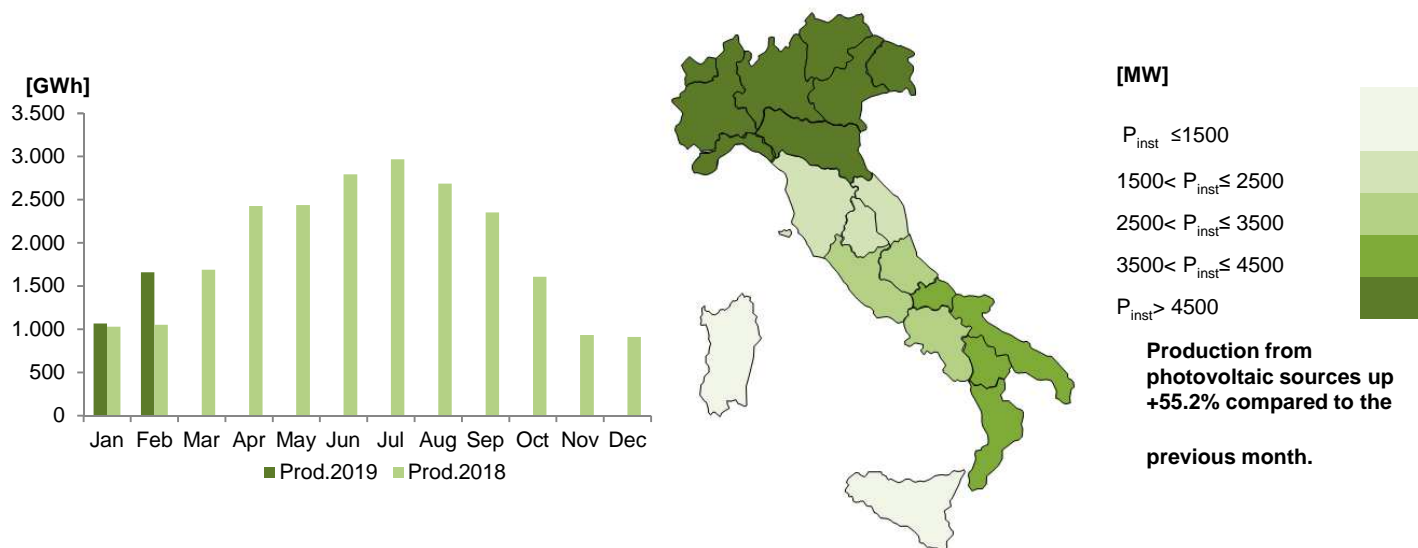 [GWh]
3.500
3.000
2.500
2.000
1.500
1.000
500
0
Jan Feb Mar Apr May Jun Jul Aug Sep Oct Nov Dec
Prod.2019 Prod.2018
[MW]
Pinst ≤1500
1500< Pinst≤ 2500
2500< Pinst≤ 3500
3500< Pinst≤ 4500
Pinst> 4500
Production from
photovoltaic sources up
+55.2% compared to the
previous month.